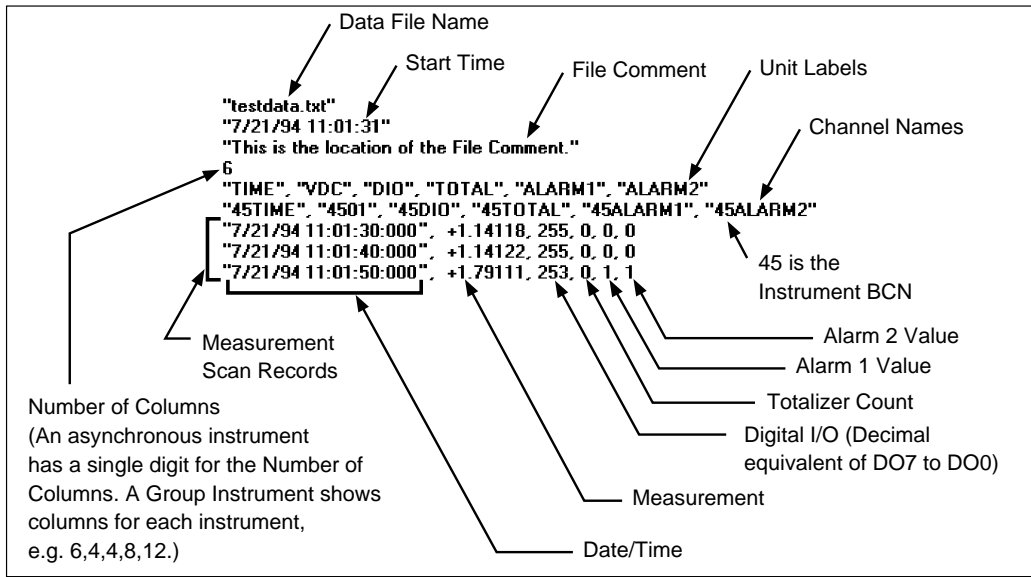 Data File Name
Start Time
File Comment
Unit Labels
Channel Names
"testdata.txt"
"7/21/94 11:01:31"
"This is the location of the File Comment."
6
"TIME", "VDC", "DIO", "TOTAL", "ALARM1", "ALARM2"
"45TIME", "4501", "45DIO", "45TOTAL", "45ALARM1", "45ALARM2"
"7/21/94 11:01:30:000", +1.14118, 255, 0, 0, 0
"7/21/94 11:01:40:000", +1.14122, 255, 0, 0, 0
"7/21/94 11:01:50:000", +1.79111, 253, 0, 1, 1
45 is the
Instrument BCN
Alarm 2 Value
Alarm 1 Value
Totalizer Count
Digital I/O (Decimal
equivalent of DO7 to DO0)
Measurement
Date/Time
Measurement
Scan Records
Number of Columns
(An asynchronous instrument
has a single digit for the Number of
Columns. A Group Instrument shows
columns for each instrument,
e.g. 6,4,4,8,12.)